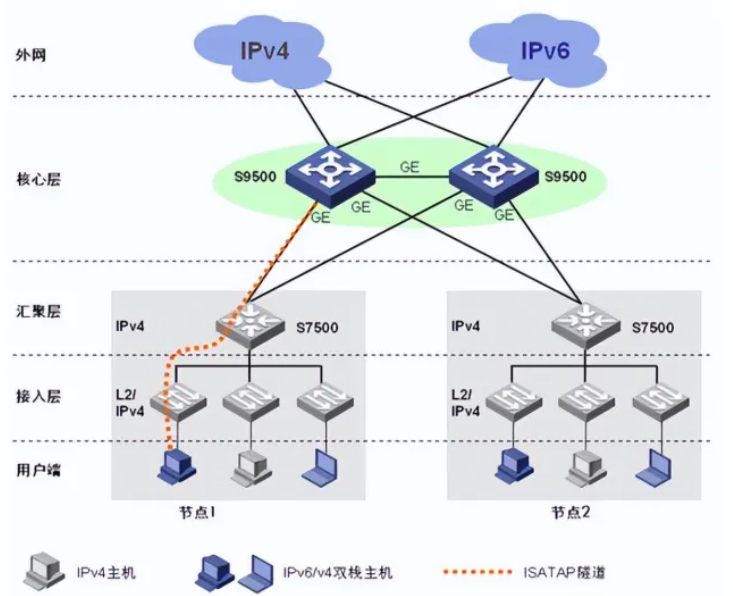 IPv4
IPv6
外网
核心层
S9500
GE
S9500
GE
GE
GE
GE
汇聚层
IPv4
S7500
IPv4
S7500
接入层
L2/
IPv4
L2/
IPv4
用户端
节点1
节点2
IPv4主机
IPv6/v4双栈主机
ISATAP隧道